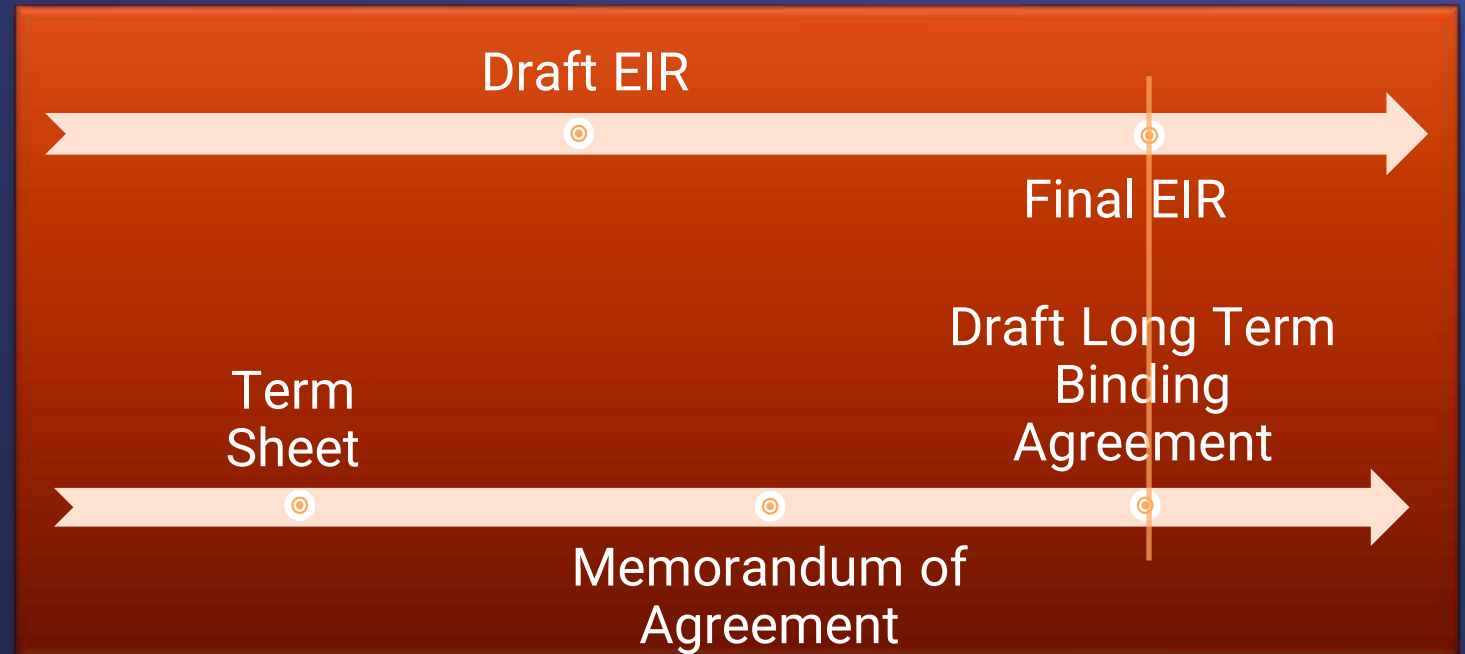 Draft EIR
Final EIR
Draft Long Term
Binding
Agreement
Term
Sheet
Memorandum of
Agreement